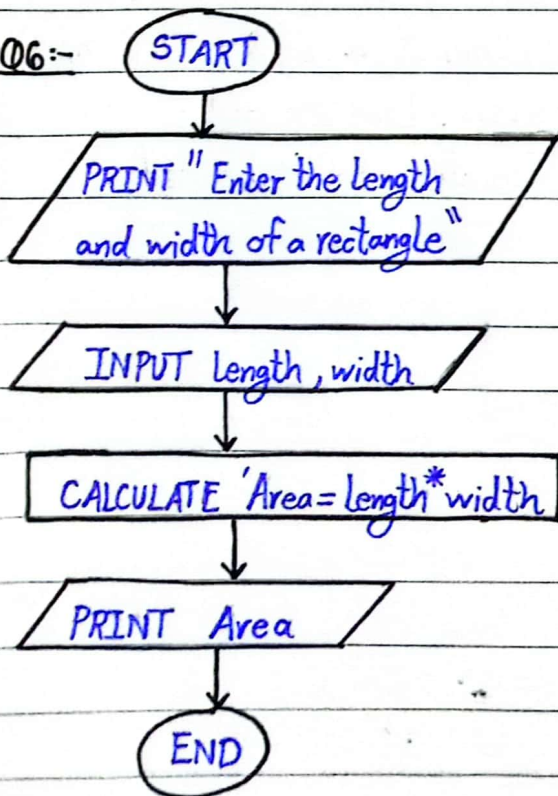 Q6:-
START
PRINT " Enter the length
and width of a rectangle"
INPUT length, width
CALCULATE 'Area = length * width
PRINT Area
END